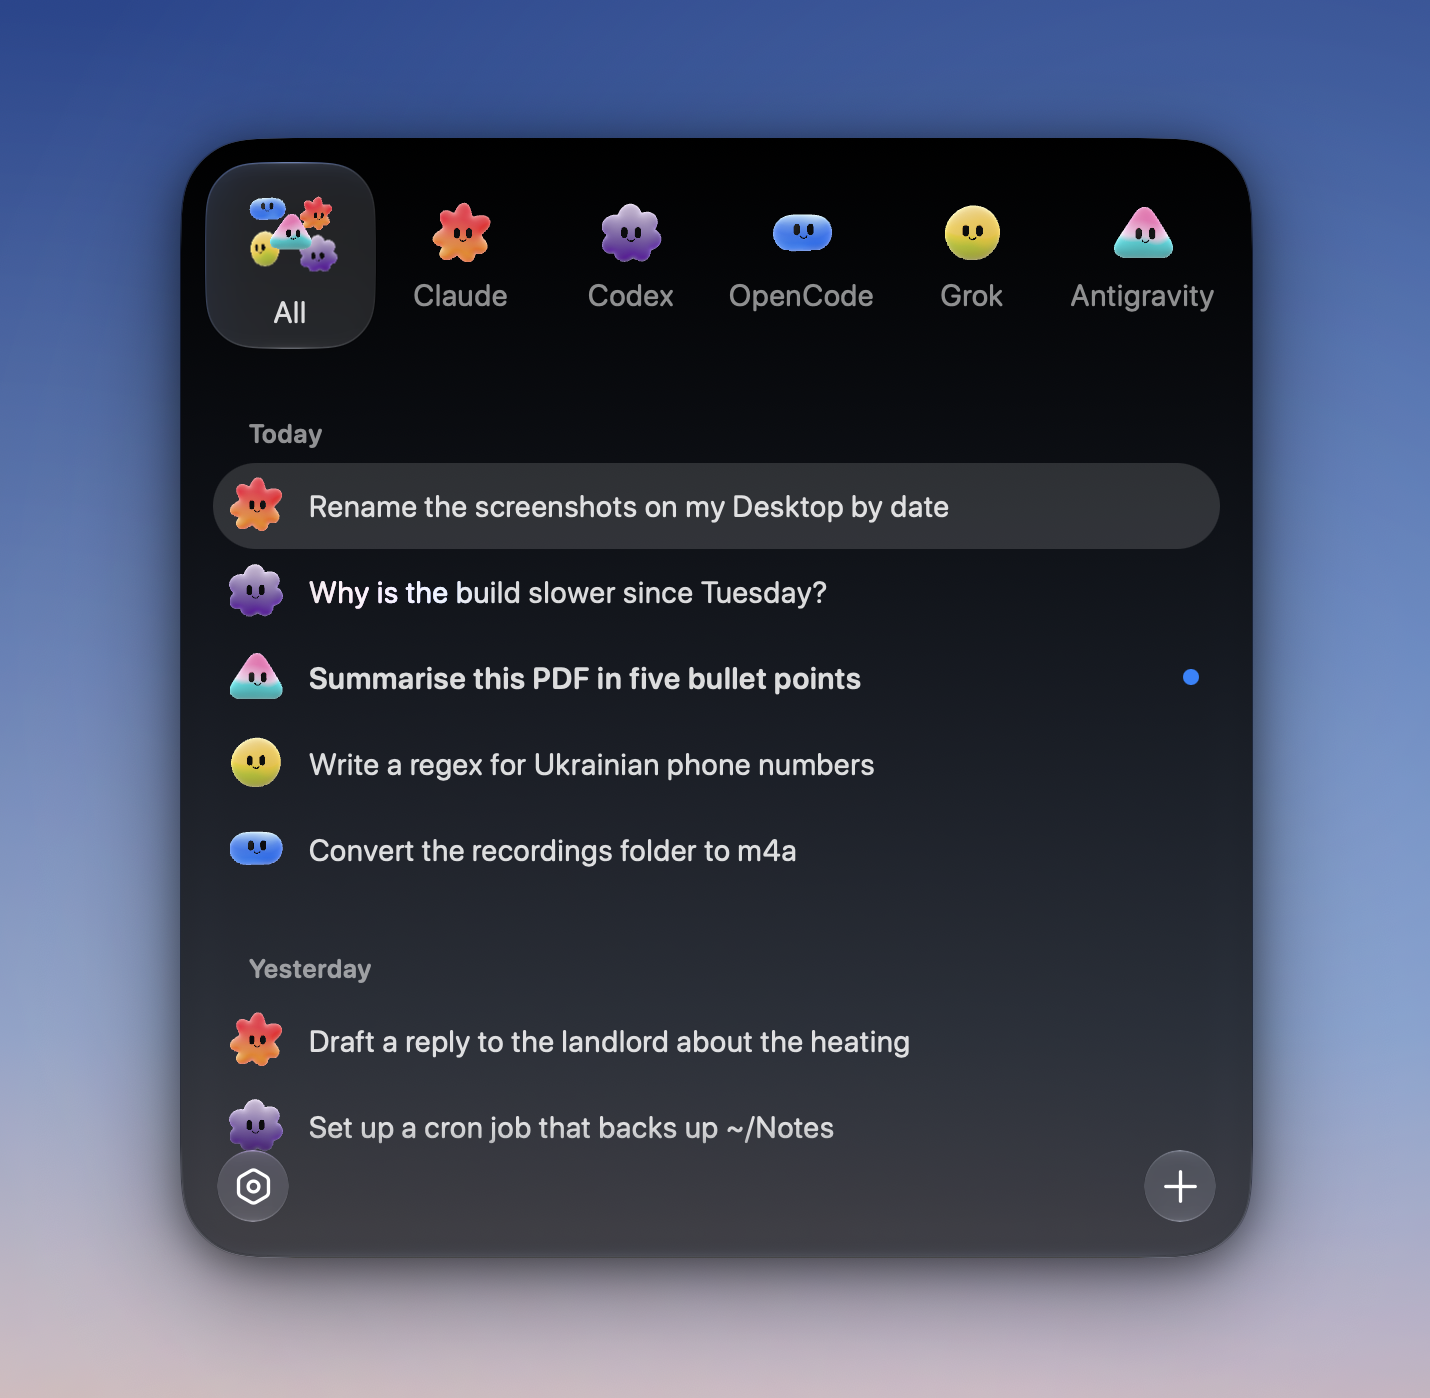 All
Claude
Codex
OpenCode
Grok
Antigravity
Today
Rename the screenshots on my Desktop by date
Why is the build slower since Tuesday?
Summarise this PDF in five bullet points
Write a regex for Ukrainian phone numbers
Convert the recordings folder to m4a
Yesterday
Draft a reply to the landlord about the heating
Set up a cron job that backs up ~/Notes